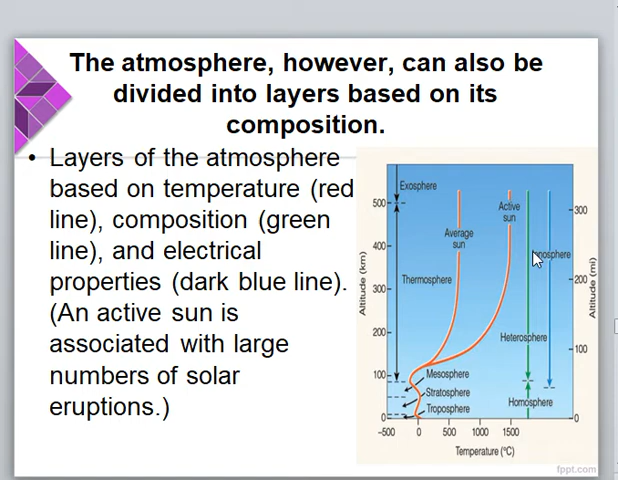 The atmosphere, however, can also be
divided into layers based on its
composition.
• Layers of the atmosphere
based on temperature (red
line), composition (green
line), and electrical
properties (dark blue line).
(An active sun is
associated with large
numbers of solar
eruptions.)
Exosphere
Active
sun
Average
sun
Thermosphere
Heterosphere
Mesosphere
Stratosphere
Troposphere
Homosphere
Altitude (km)
500
400
300
200
100
0
Altitude (mi)
300
200
100
0
-500 0 500 1000 1500
Temperature (°C)
fppt.com